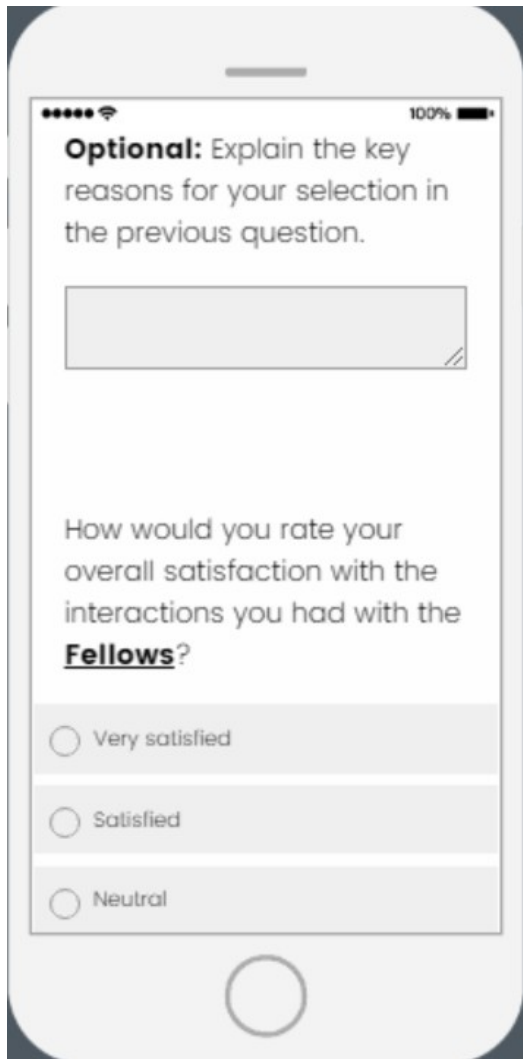 100%
Optional: Explain the key
reasons for your selection in
the previous question.
How would you rate your
overall satisfaction with the
interactions you had with the
Fellows?
Very satisfied
Satisfied
Neutral